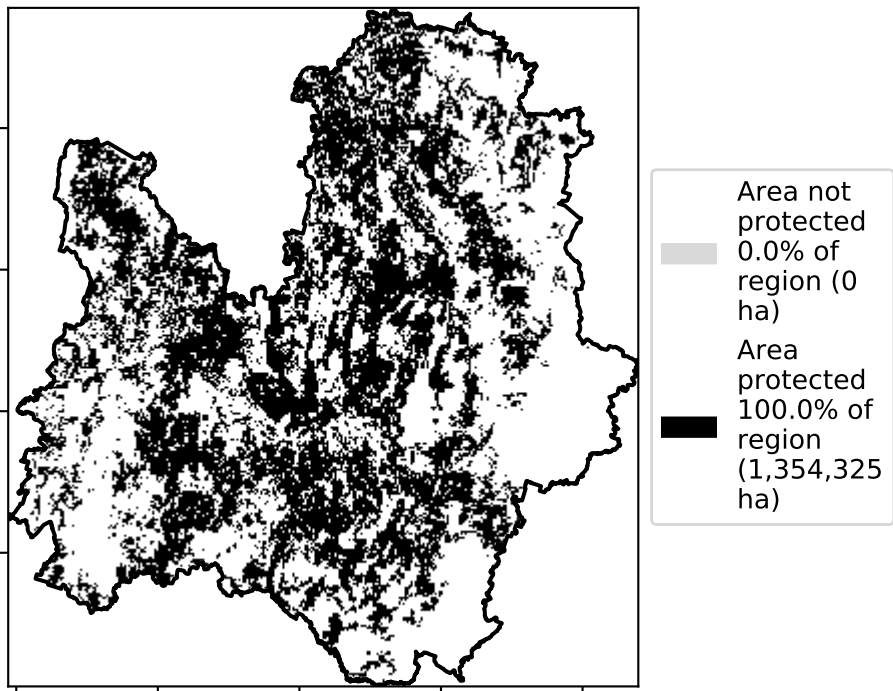 Area not
protected
0.0% of
region (0
ha)
Area
protected
100.0% of
region
(1,354,325
ha)